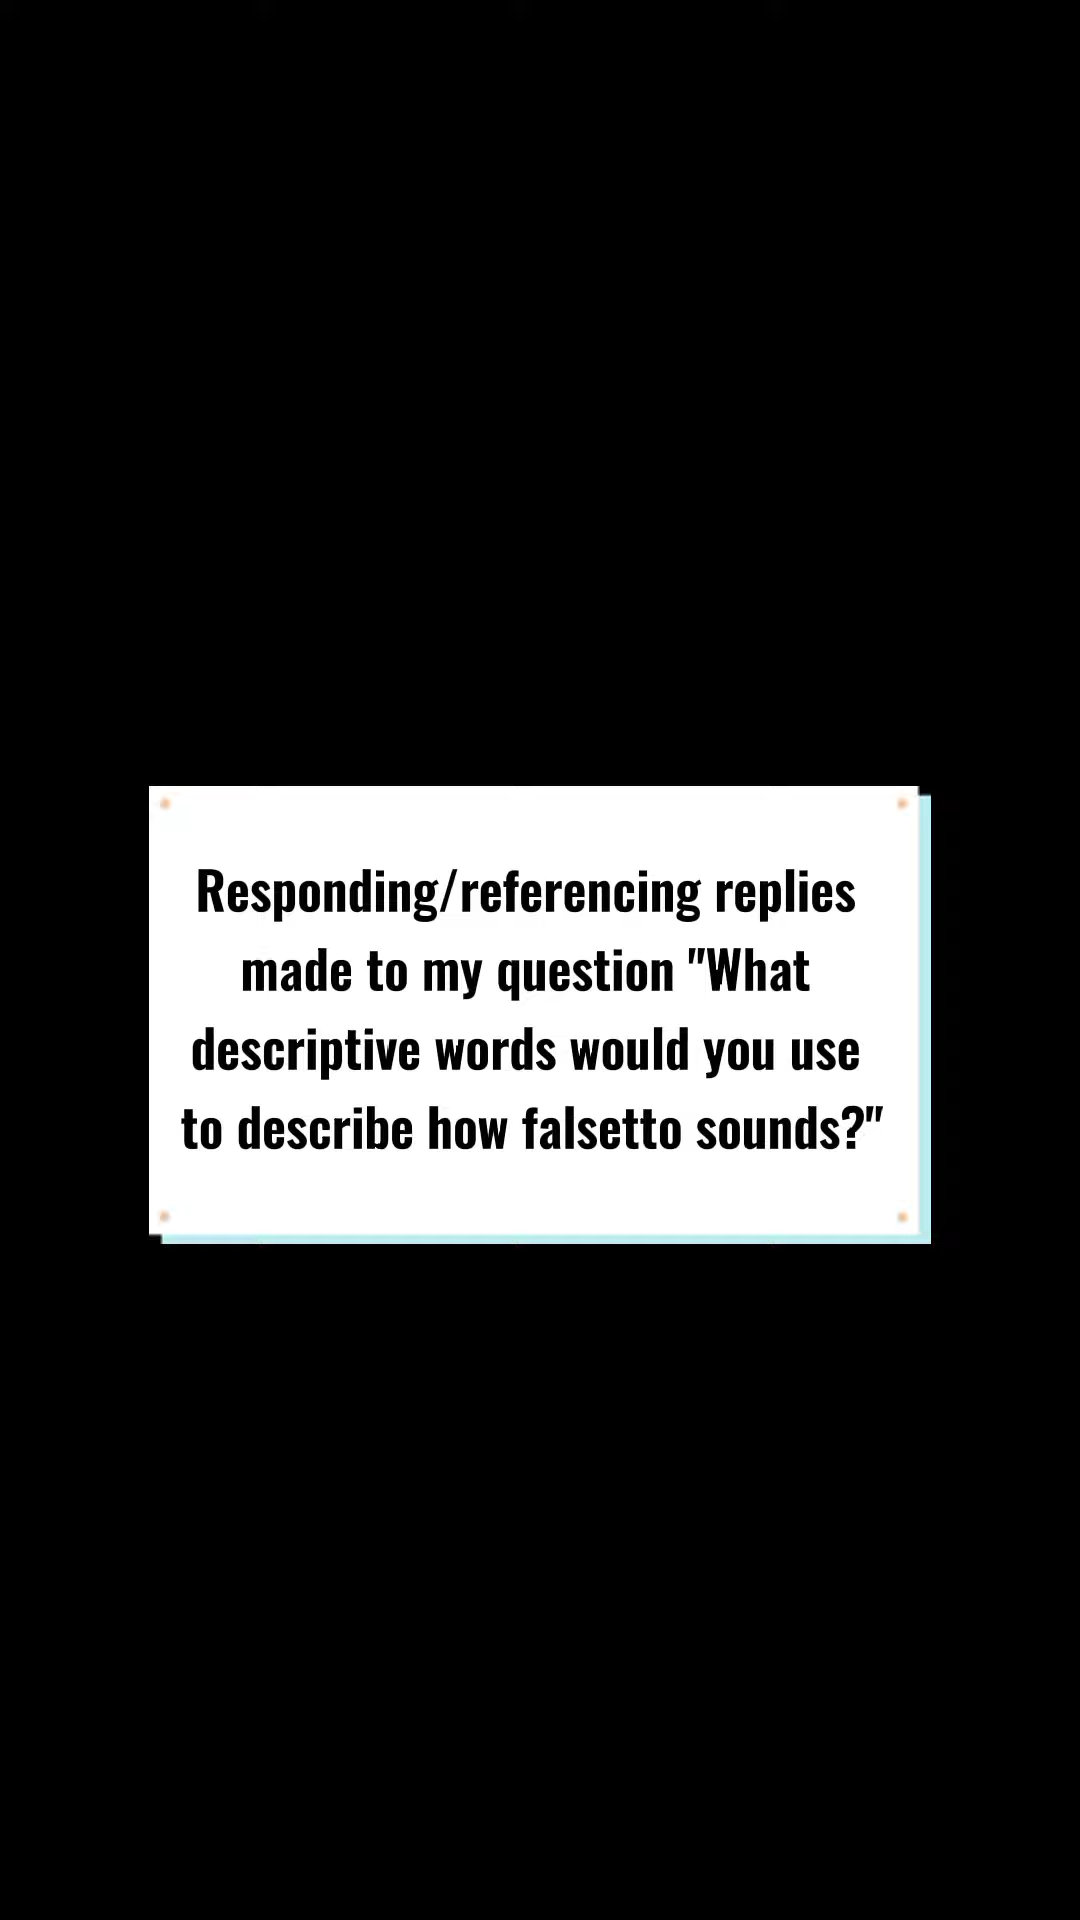 Responding/referencing replies
made to my question "What
descriptive words would you use
to describe how falsetto sounds?"